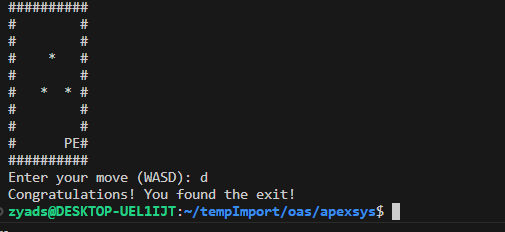 ##########
#        #
#        #
#    *   #
#        #
#   *  * #
#        #
#        #
#      PE#
##########
Enter your move (WASD): d
Congratulations! You found the exit!
zyads@DESKTOP-UEL1IJT:~/tempImport/oas/apexsys$